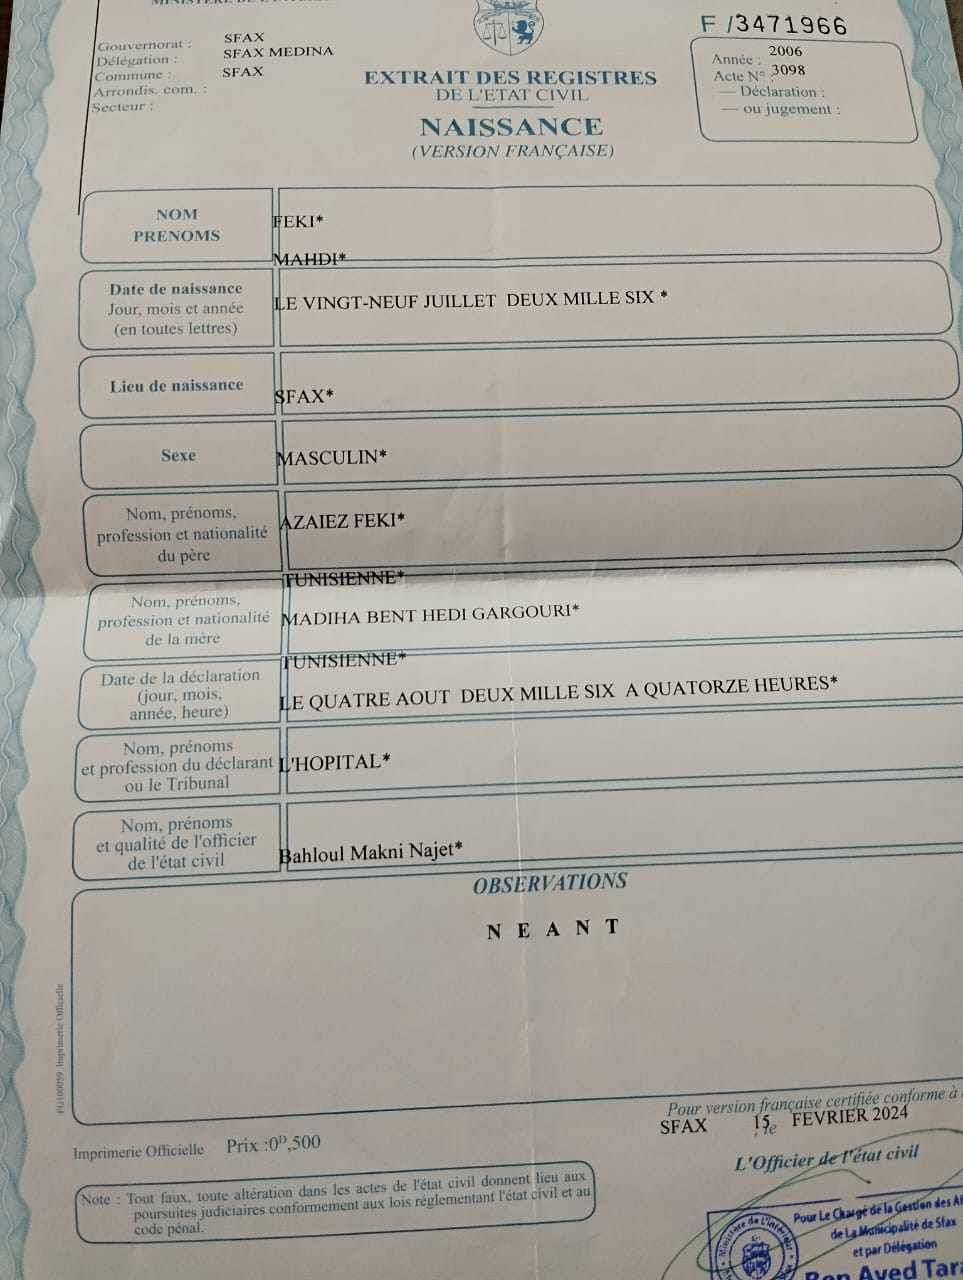 F /3471966
Gouvernorat : SFAX
Délégation : SFAX MEDINA
Commune : SFAX
Arrondis. com. :
Secteur :
EXTRAIT DES REGISTRES
DE L'ETAT CIVIL
NAISSANCE
(VERSION FRANÇAISE)
Année : 2006
Acte N° : 3098
— Déclaration :
— ou jugement :
NOM
PRENOMS
FEKI*
MAHDI*
Date de naissance
Jour, mois et année
(en toutes lettres)
LE VINGT-NEUF JUILLET DEUX MILLE SIX *
Lieu de naissance
SFAX*
Sexe
MASCULIN*
Nom, prénoms,
profession et nationalité
du père
AZAIEZ FEKI*
TUNISIENNE*
Nom, prénoms,
profession et nationalité
de la mère
MADIHA BENT HEDI GARGOURI*
TUNISIENNE*
Date de la déclaration
(jour, mois,
année, heure)
LE QUATRE AOUT DEUX MILLE SIX A QUATORZE HEURES*
Nom, prénoms
et profession du déclarant
ou le Tribunal
L'HOPITAL*
Nom, prénoms
et qualité de l'officier
de l'état civil
Bahloul Makni Najet*
OBSERVATIONS
N E A N T
PG100059 Imprimerie Officielle
Pour version française certifiée conforme à
SFAX , le 15 FEVRIER 2024
Imprimerie Officielle Prix :0ᴰ,500
L'Officier de l'état civil
Note : Tout faux, toute altération dans les actes de l'état civil donnent lieu aux
poursuites judiciaires conformement aux lois règlementant l'état civil et au
code pénal.
Ministère de L'Intérieur
Pour Le Chargé de la Gestion des
de La Municipalité de Sfax
et par Délégation
Ben Ayed